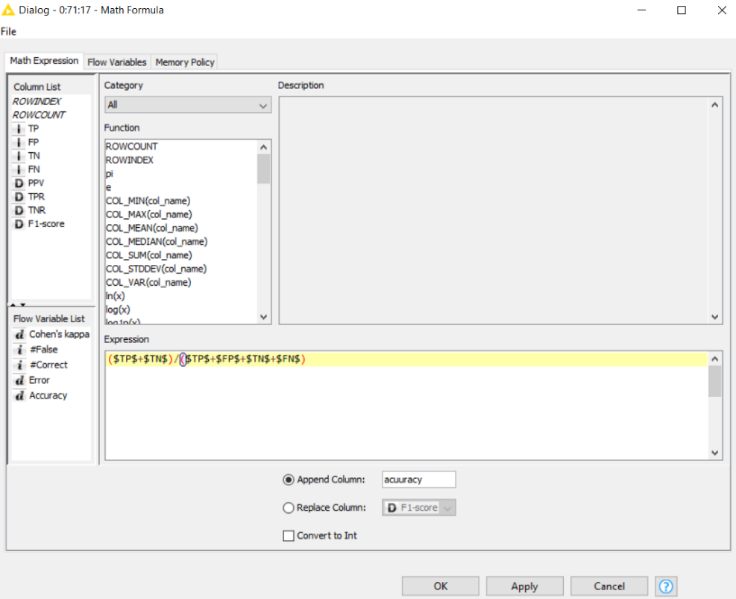 Dialog - 0:71:17 - Math Formula
File
Math Expression Flow Variables Memory Policy
Column List
ROWINDEX
ROWCOUNT
I TP
I FP
I TN
I FN
D PPV
D TPR
D TNR
D F1-score
Flow Variable List
d Cohen's kappa
i #False
i #Correct
d Error
d Accuracy
Category
All
Function
ROWCOUNT
ROWINDEX
pi
e
COL_MIN(col_name)
COL_MAX(col_name)
COL_MEAN(col_name)
COL_MEDIAN(col_name)
COL_SUM(col_name)
COL_STDDEV(col_name)
COL_VAR(col_name)
ln(x)
log(x)
log1p(x)
Description
Expression
($TP$+$TN$)/($TP$+$FP$+$TN$+$FN$)
Append Column: acuuracy
Replace Column: D F1-score
Convert to Int
OK Apply Cancel ?